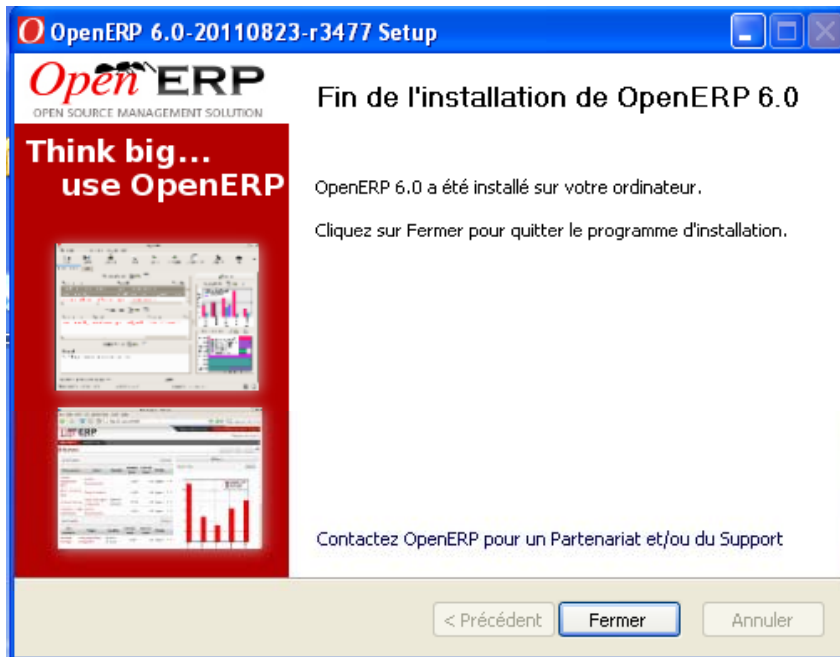 OpenERP 6.0-20110823-r3477 Setup
Open ERP
OPEN SOURCE MANAGEMENT SOLUTION
Think big...
use OpenERP
Fin de l'installation de OpenERP 6.0
OpenERP 6.0 a été installé sur votre ordinateur.
Cliquez sur Fermer pour quitter le programme d'installation.
Contactez OpenERP pour un Partenariat et/ou du Support
< Précédent
Fermer
Annuler